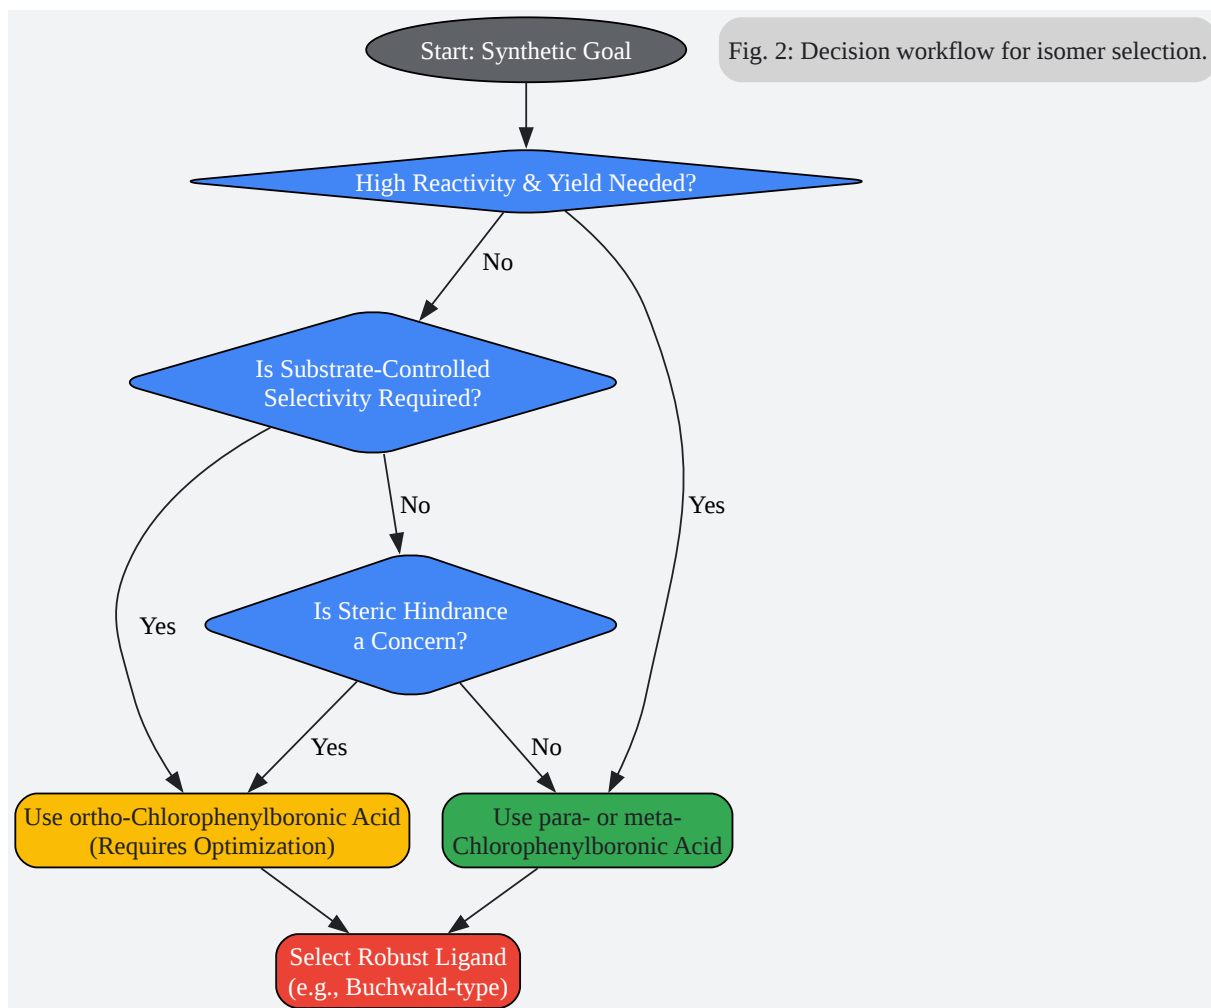 Start: Synthetic Goal
Fig. 2: Decision workflow for isomer selection.
High Reactivity & Yield Needed?
No
Is Substrate-Controlled
Selectivity Required?
No
Yes
Yes
Is Steric Hindrance
a Concern?
Yes
No
Use ortho-Chlorophenylboronic Acid
(Requires Optimization)
Use para- or meta-
Chlorophenylboronic Acid
Select Robust Ligand
(e.g., Buchwald-type)